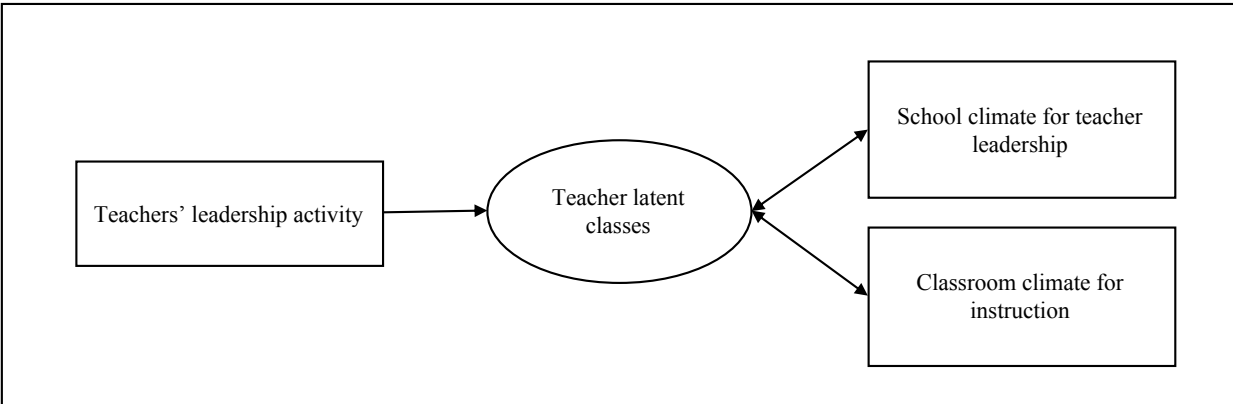 Teachers’ leadership activity
Teacher latent
classes
School climate for teacher
leadership
Classroom climate for
instruction